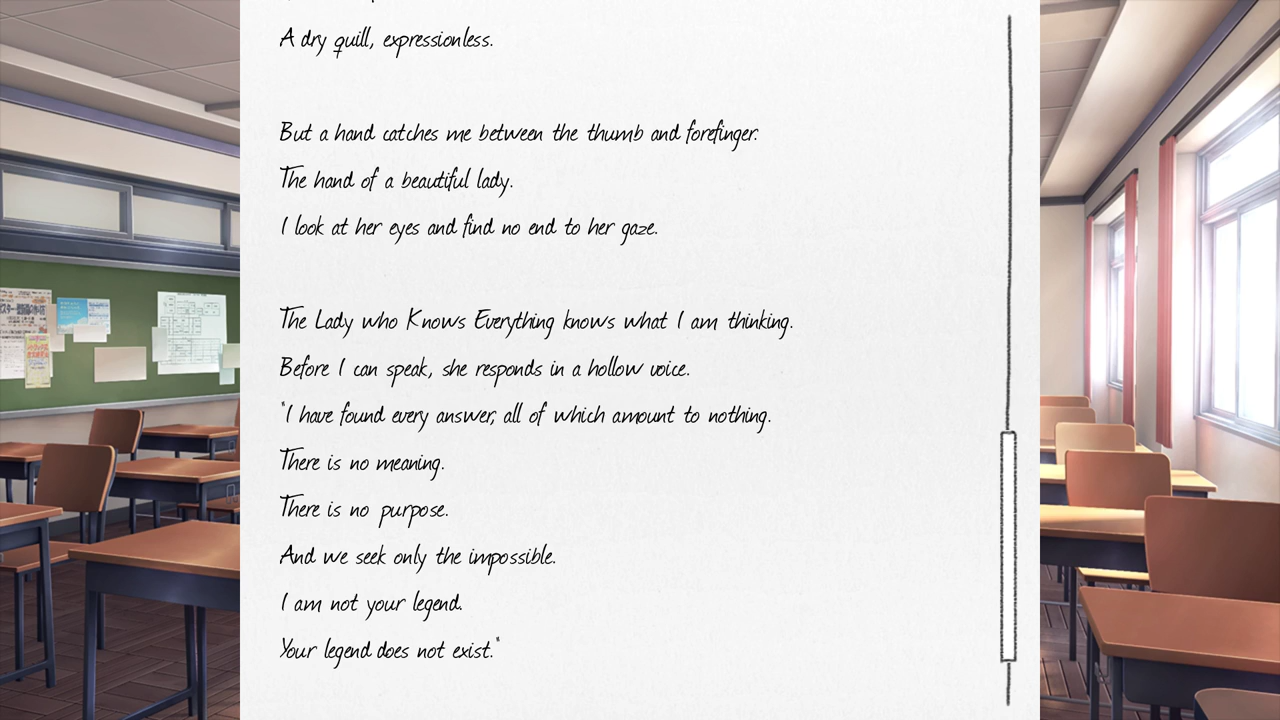 A dry quill, expressionless.
But a hand catches me between the thumb and forefinger.
The hand of a beautiful lady.
I look at her eyes and find no end to her gaze.
The Lady who Knows Everything knows what I am thinking.
Before I can speak, she responds in a hollow voice.
"I have found every answer, all of which amount to nothing.
There is no meaning.
There is no purpose.
And we seek only the impossible.
I am not your legend.
Your legend does not exist."